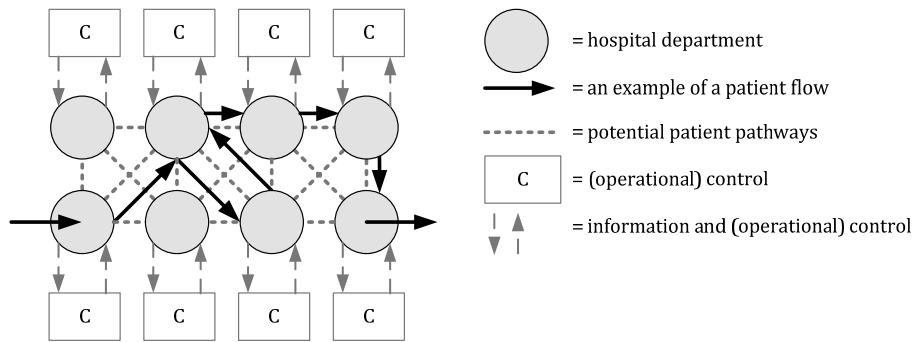 C C C C
= hospital department
= an example of a patient flow
= potential patient pathways
C = (operational) control
= information and (operational) control
C C C C